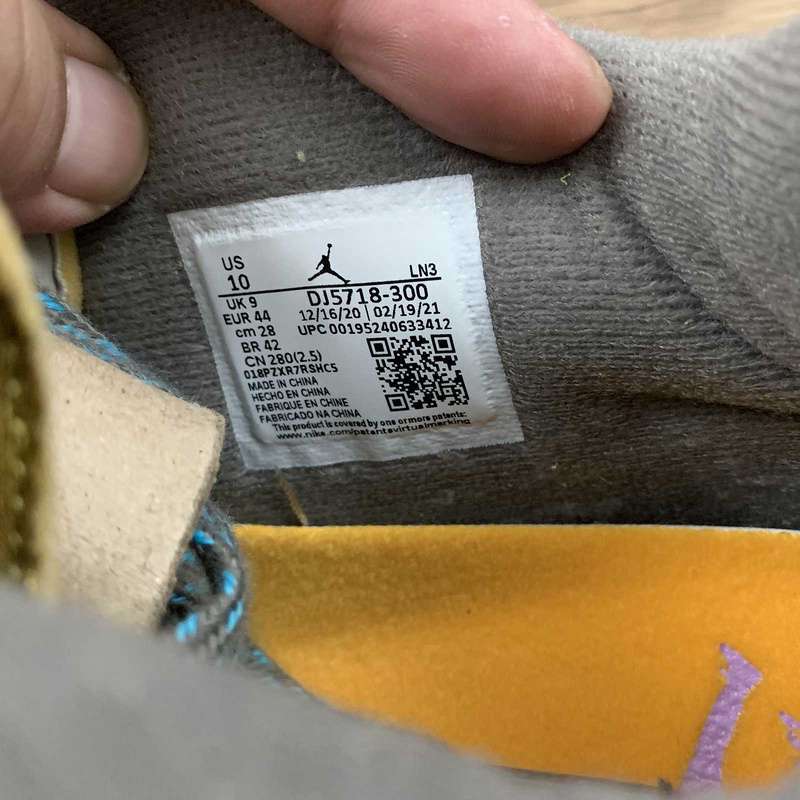 US
10
LN3
UK 9
DJ5718-300
EUR 44
12/16/20 | 02/19/21
cm 28
UPC 00195240633412
BR 42
CN 280(2.5)
018PZXR7RSHC5
MADE IN CHINA
HECHO EN CHINA
FABRIQUE EN CHINE
FABRICADO NA CHINA
This product is covered by one or more patents:
www.nike.com/patentsvirtualmarking